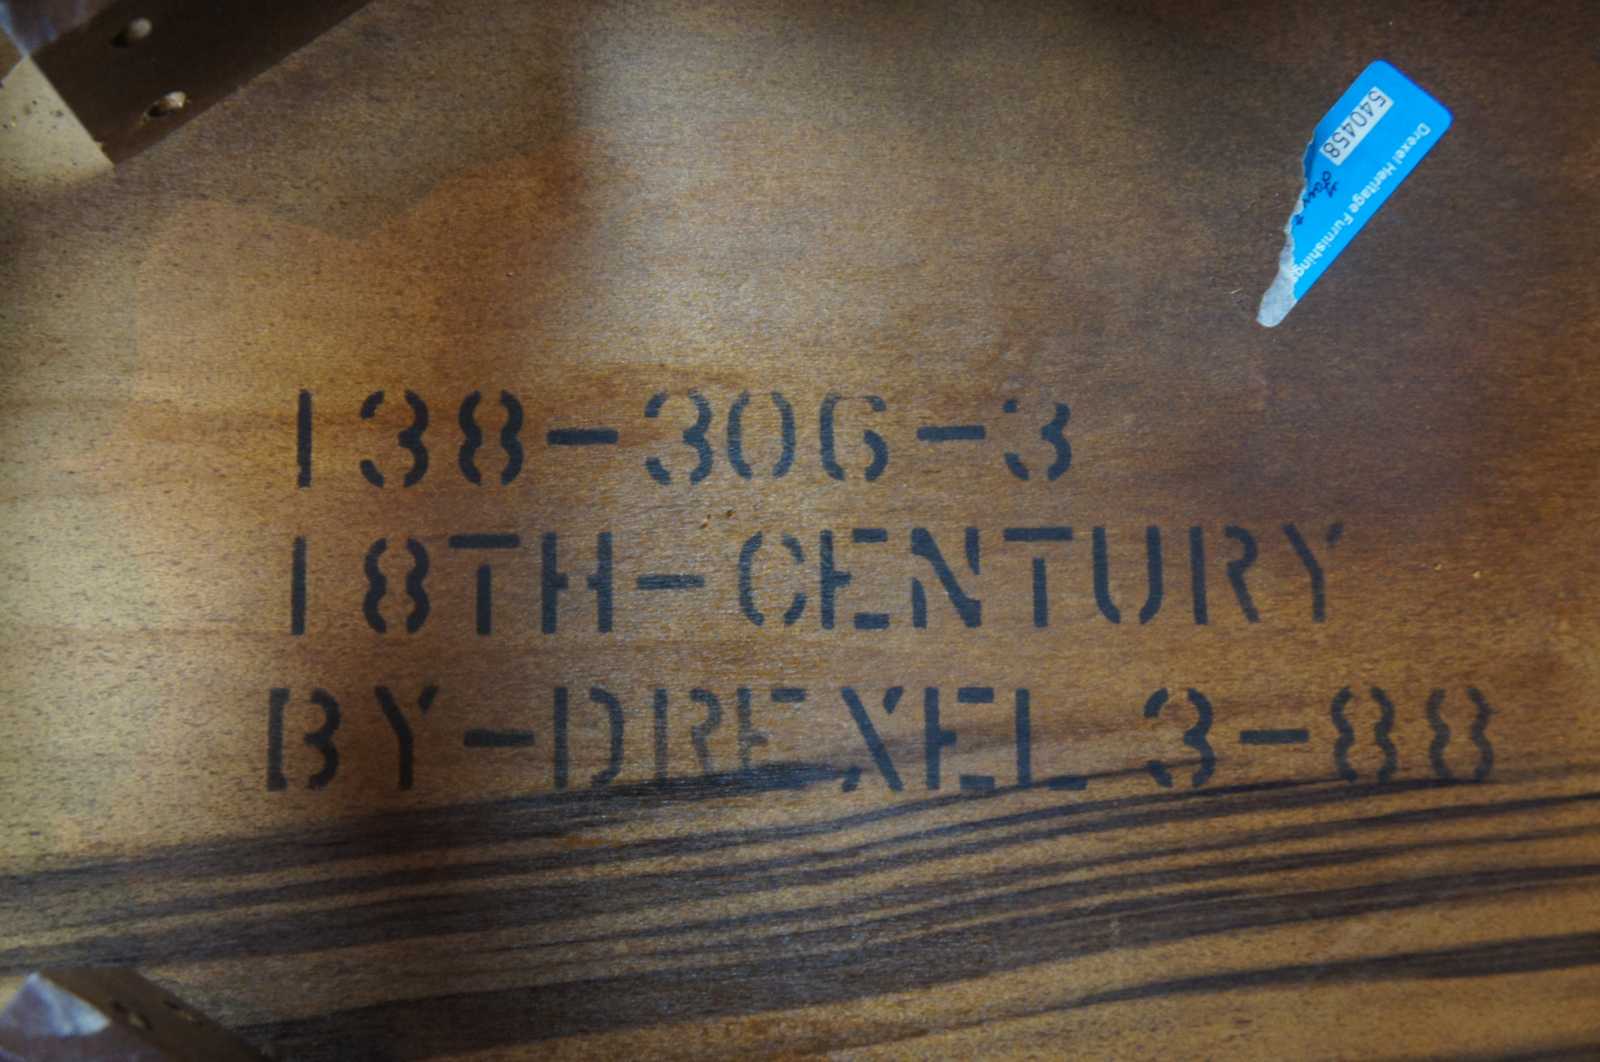 138-306-3
18TH-CENTURY
BY-DREXEL 3-88
540458
Drexel Heritage Furnishings